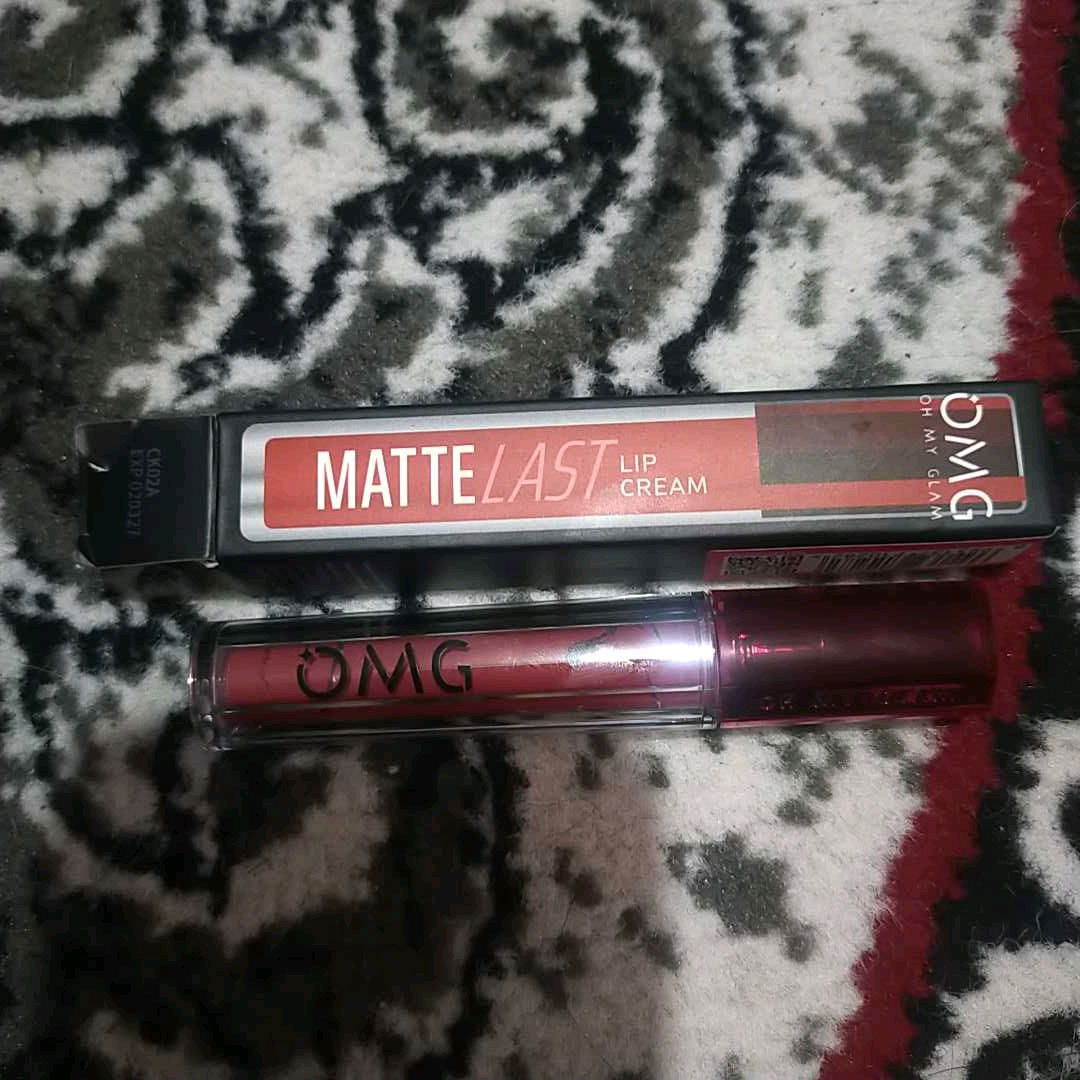 CK02A
EXP 020327
MATTE LAST LIP
CREAM
OMG
OH MY GLAM
OMG